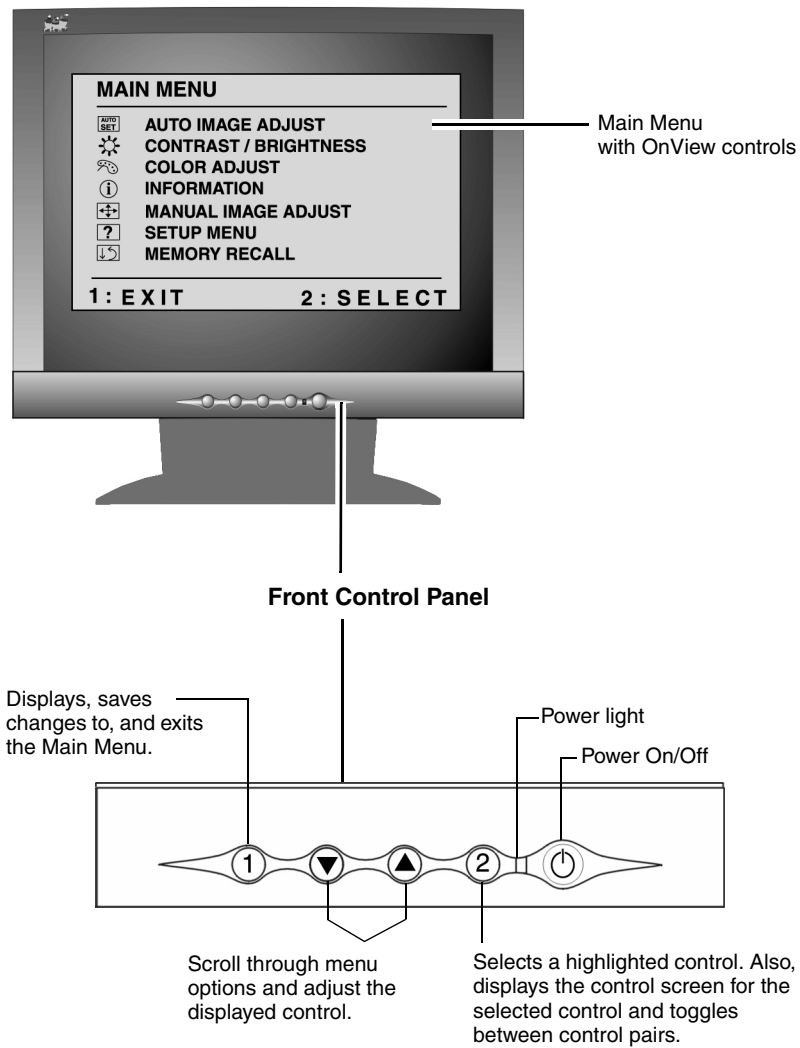 MAIN MENU
AUTO SET AUTO IMAGE ADJUST
CONTRAST / BRIGHTNESS
COLOR ADJUST
i INFORMATION
MANUAL IMAGE ADJUST
? SETUP MENU
MEMORY RECALL
1 : EXIT 2 : SELECT
Main Menu
with OnView controls
Front Control Panel
Displays, saves
changes to, and exits
the Main Menu.
Power light
Power On/Off
1 2
Scroll through menu
options and adjust the
displayed control.
Selects a highlighted control. Also,
displays the control screen for the
selected control and toggles
between control pairs.